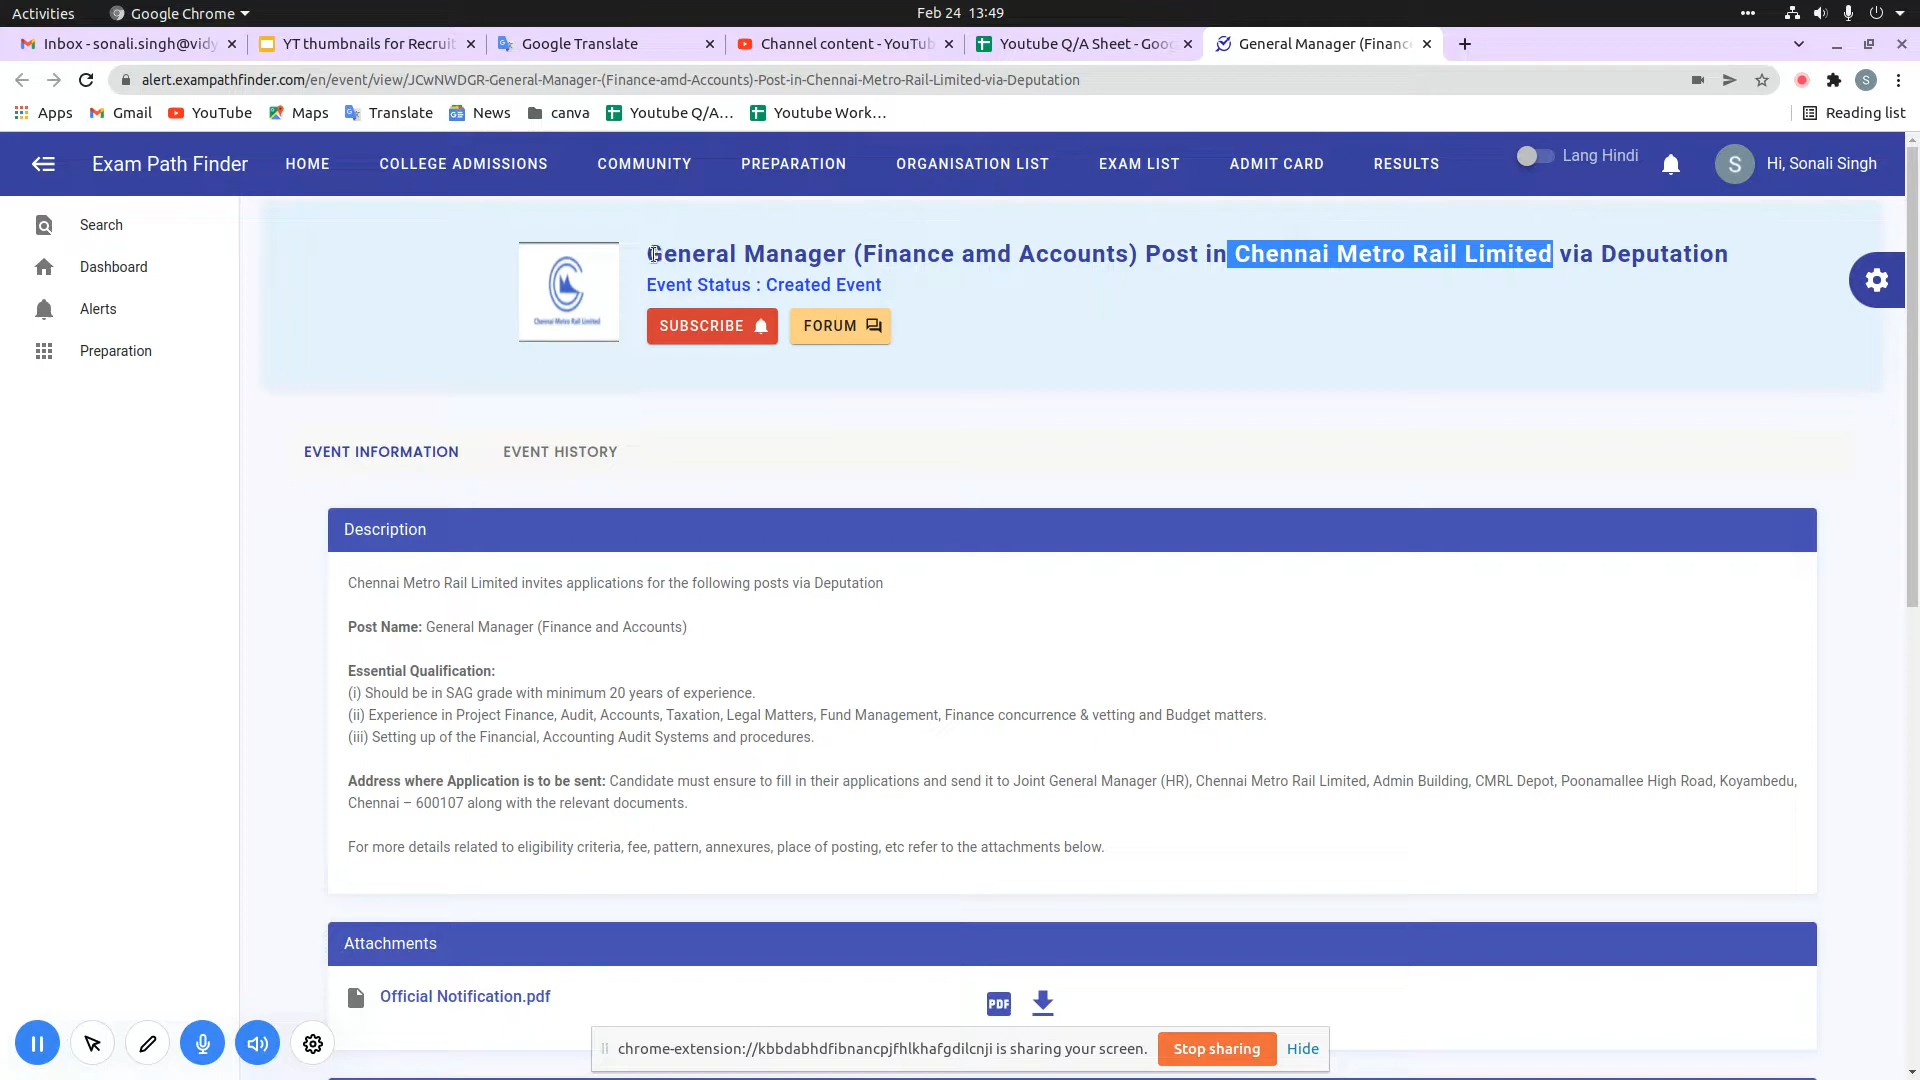 Activities
Google Chrome
Feb 24 13:49
Inbox - sonali.singh@vidy
YT thumbnails for Recruit
Google Translate
Channel content - YouTub
Youtube Q/A Sheet - Goog
General Manager (Financ
alert.exampathfinder.com/en/event/view/JCwNWDGR-General-Manager-(Finance-amd-Accounts)-Post-in-Chennai-Metro-Rail-Limited-via-Deputation
S
Apps
Gmail
YouTube
Maps
Translate
News
canva
Youtube Q/A...
Youtube Work...
Reading list
Exam Path Finder
HOME
COLLEGE ADMISSIONS
COMMUNITY
PREPARATION
ORGANISATION LIST
EXAM LIST
ADMIT CARD
RESULTS
Lang Hindi
S
Hi, Sonali Singh
Search
Dashboard
Alerts
Preparation
Chennai Metro Rail Limited
General Manager (Finance amd Accounts) Post in Chennai Metro Rail Limited via Deputation
Event Status : Created Event
SUBSCRIBE
FORUM
EVENT INFORMATION
EVENT HISTORY
Description
Chennai Metro Rail Limited invites applications for the following posts via Deputation
Post Name: General Manager (Finance and Accounts)
Essential Qualification:
(i) Should be in SAG grade with minimum 20 years of experience.
(ii) Experience in Project Finance, Audit, Accounts, Taxation, Legal Matters, Fund Management, Finance concurrence & vetting and Budget matters.
(iii) Setting up of the Financial, Accounting Audit Systems and procedures.
Address where Application is to be sent: Candidate must ensure to fill in their applications and send it to Joint General Manager (HR), Chennai Metro Rail Limited, Admin Building, CMRL Depot, Poonamallee High Road, Koyambedu,
Chennai – 600107 along with the relevant documents.
For more details related to eligibility criteria, fee, pattern, annexures, place of posting, etc refer to the attachments below.
Attachments
Official Notification.pdf
PDF
chrome-extension://kbbdabhdfibnancpjfhlkhafgdilcnji is sharing your screen.
Stop sharing
Hide